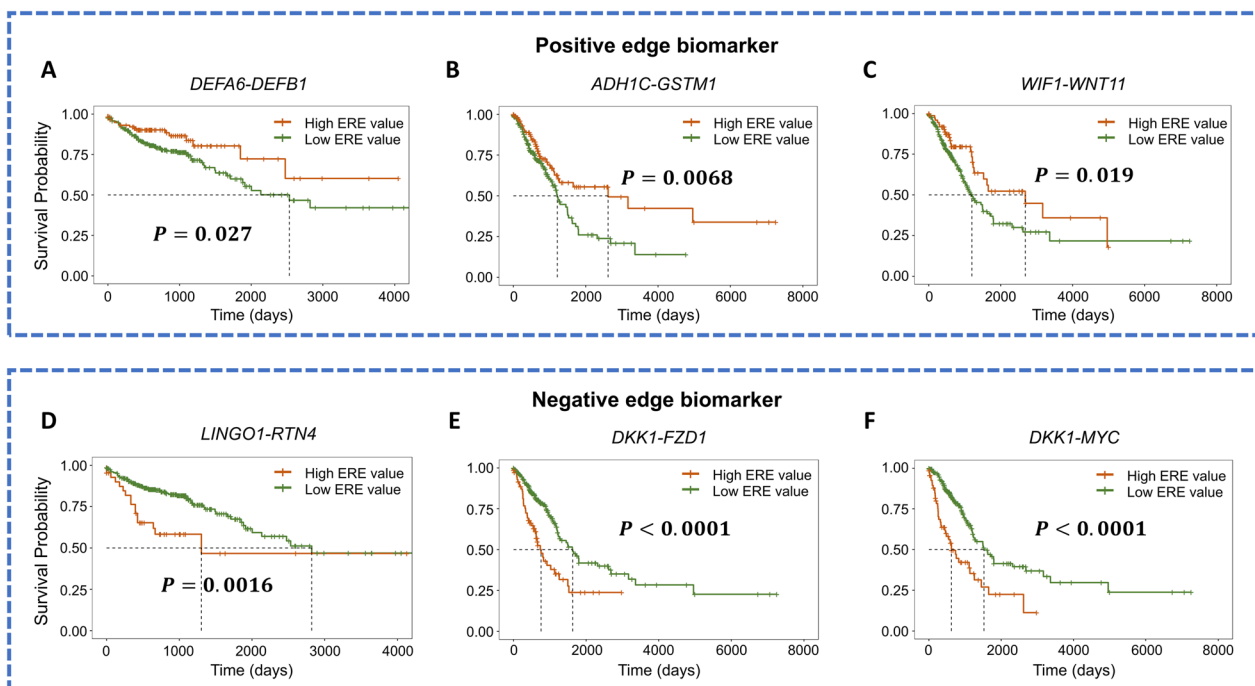 Positive edge biomarker
A
DEFA6-DEFB1
Survival Probability
1.00
0.75
0.50
0.25
0.00
High ERE value
Low ERE value
P = 0.027
0 1000 2000 3000 4000
Time (days)
B
ADH1C-GSTM1
1.00
0.75
0.50
0.25
0.00
High ERE value
Low ERE value
P = 0.0068
0 2000 4000 6000 8000
Time (days)
C
WIF1-WNT11
1.00
0.75
0.50
0.25
0.00
High ERE value
Low ERE value
P = 0.019
0 2000 4000 6000 8000
Time (days)
Negative edge biomarker
D
LINGO1-RTN4
Survival Probability
1.00
0.75
0.50
0.25
0.00
High ERE value
Low ERE value
P = 0.0016
0 1000 2000 3000 4000
Time (days)
E
DKK1-FZD1
1.00
0.75
0.50
0.25
0.00
High ERE value
Low ERE value
P < 0.0001
0 2000 4000 6000 8000
Time (days)
F
DKK1-MYC
1.00
0.75
0.50
0.25
0.00
High ERE value
Low ERE value
P < 0.0001
0 2000 4000 6000 8000
Time (days)